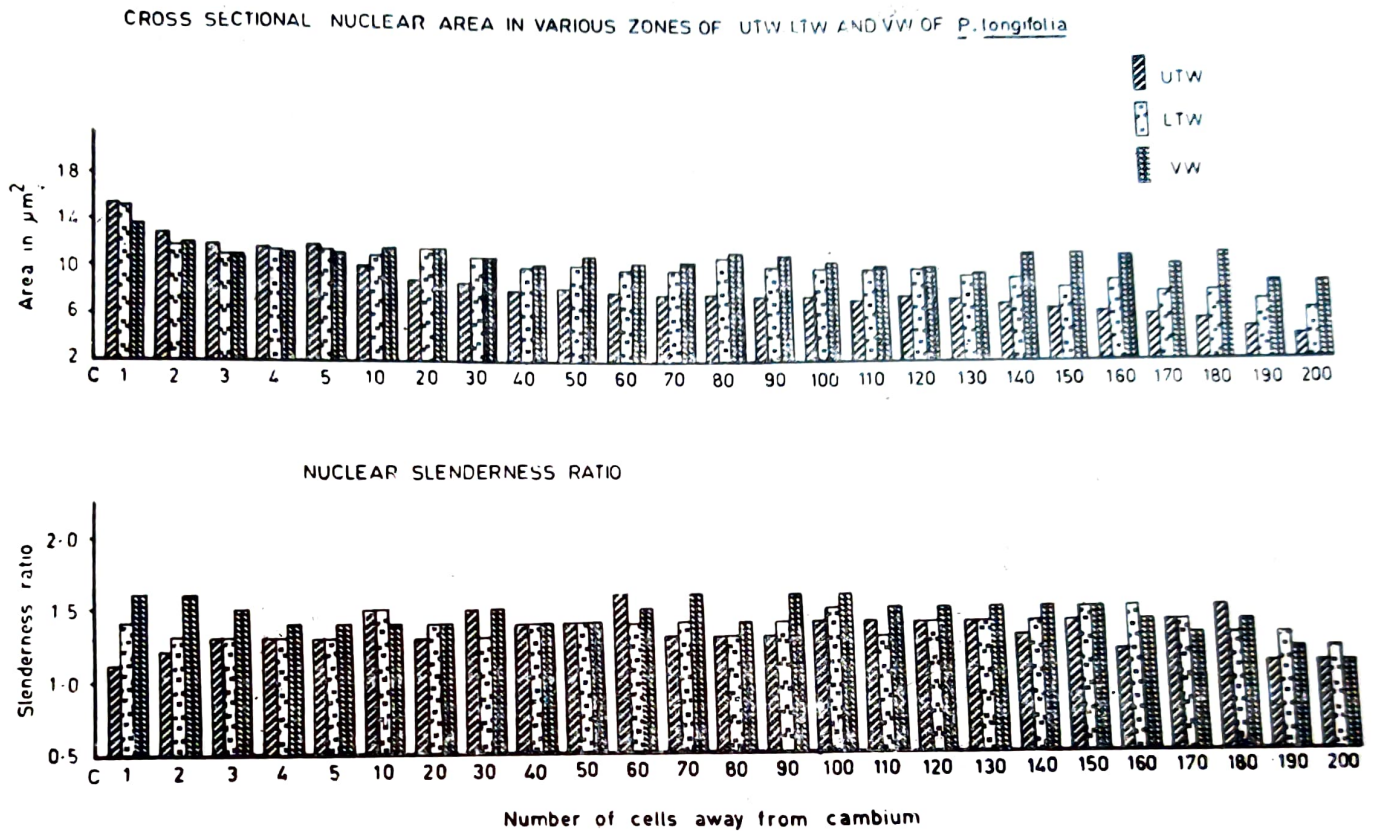 CROSS SECTIONAL NUCLEAR AREA IN VARIOUS ZONES OF UTW LTW AND VW OF P. longifolia
UTW
LTW
VW
Area in µm²
18
14
10
6
2
C 1 2 3 4 5 10 20 30 40 50 60 70 80 90 100 110 120 130 140 150 160 170 180 190 200
NUCLEAR SLENDERNESS RATIO
Slenderness ratio
2·0
1 5
1·0
0·5
C 1 2 3 4 5 10 20 30 40 50 60 70 80 90 100 110 120 130 140 150 160 170 180 190 200
Number of cells away from cambium